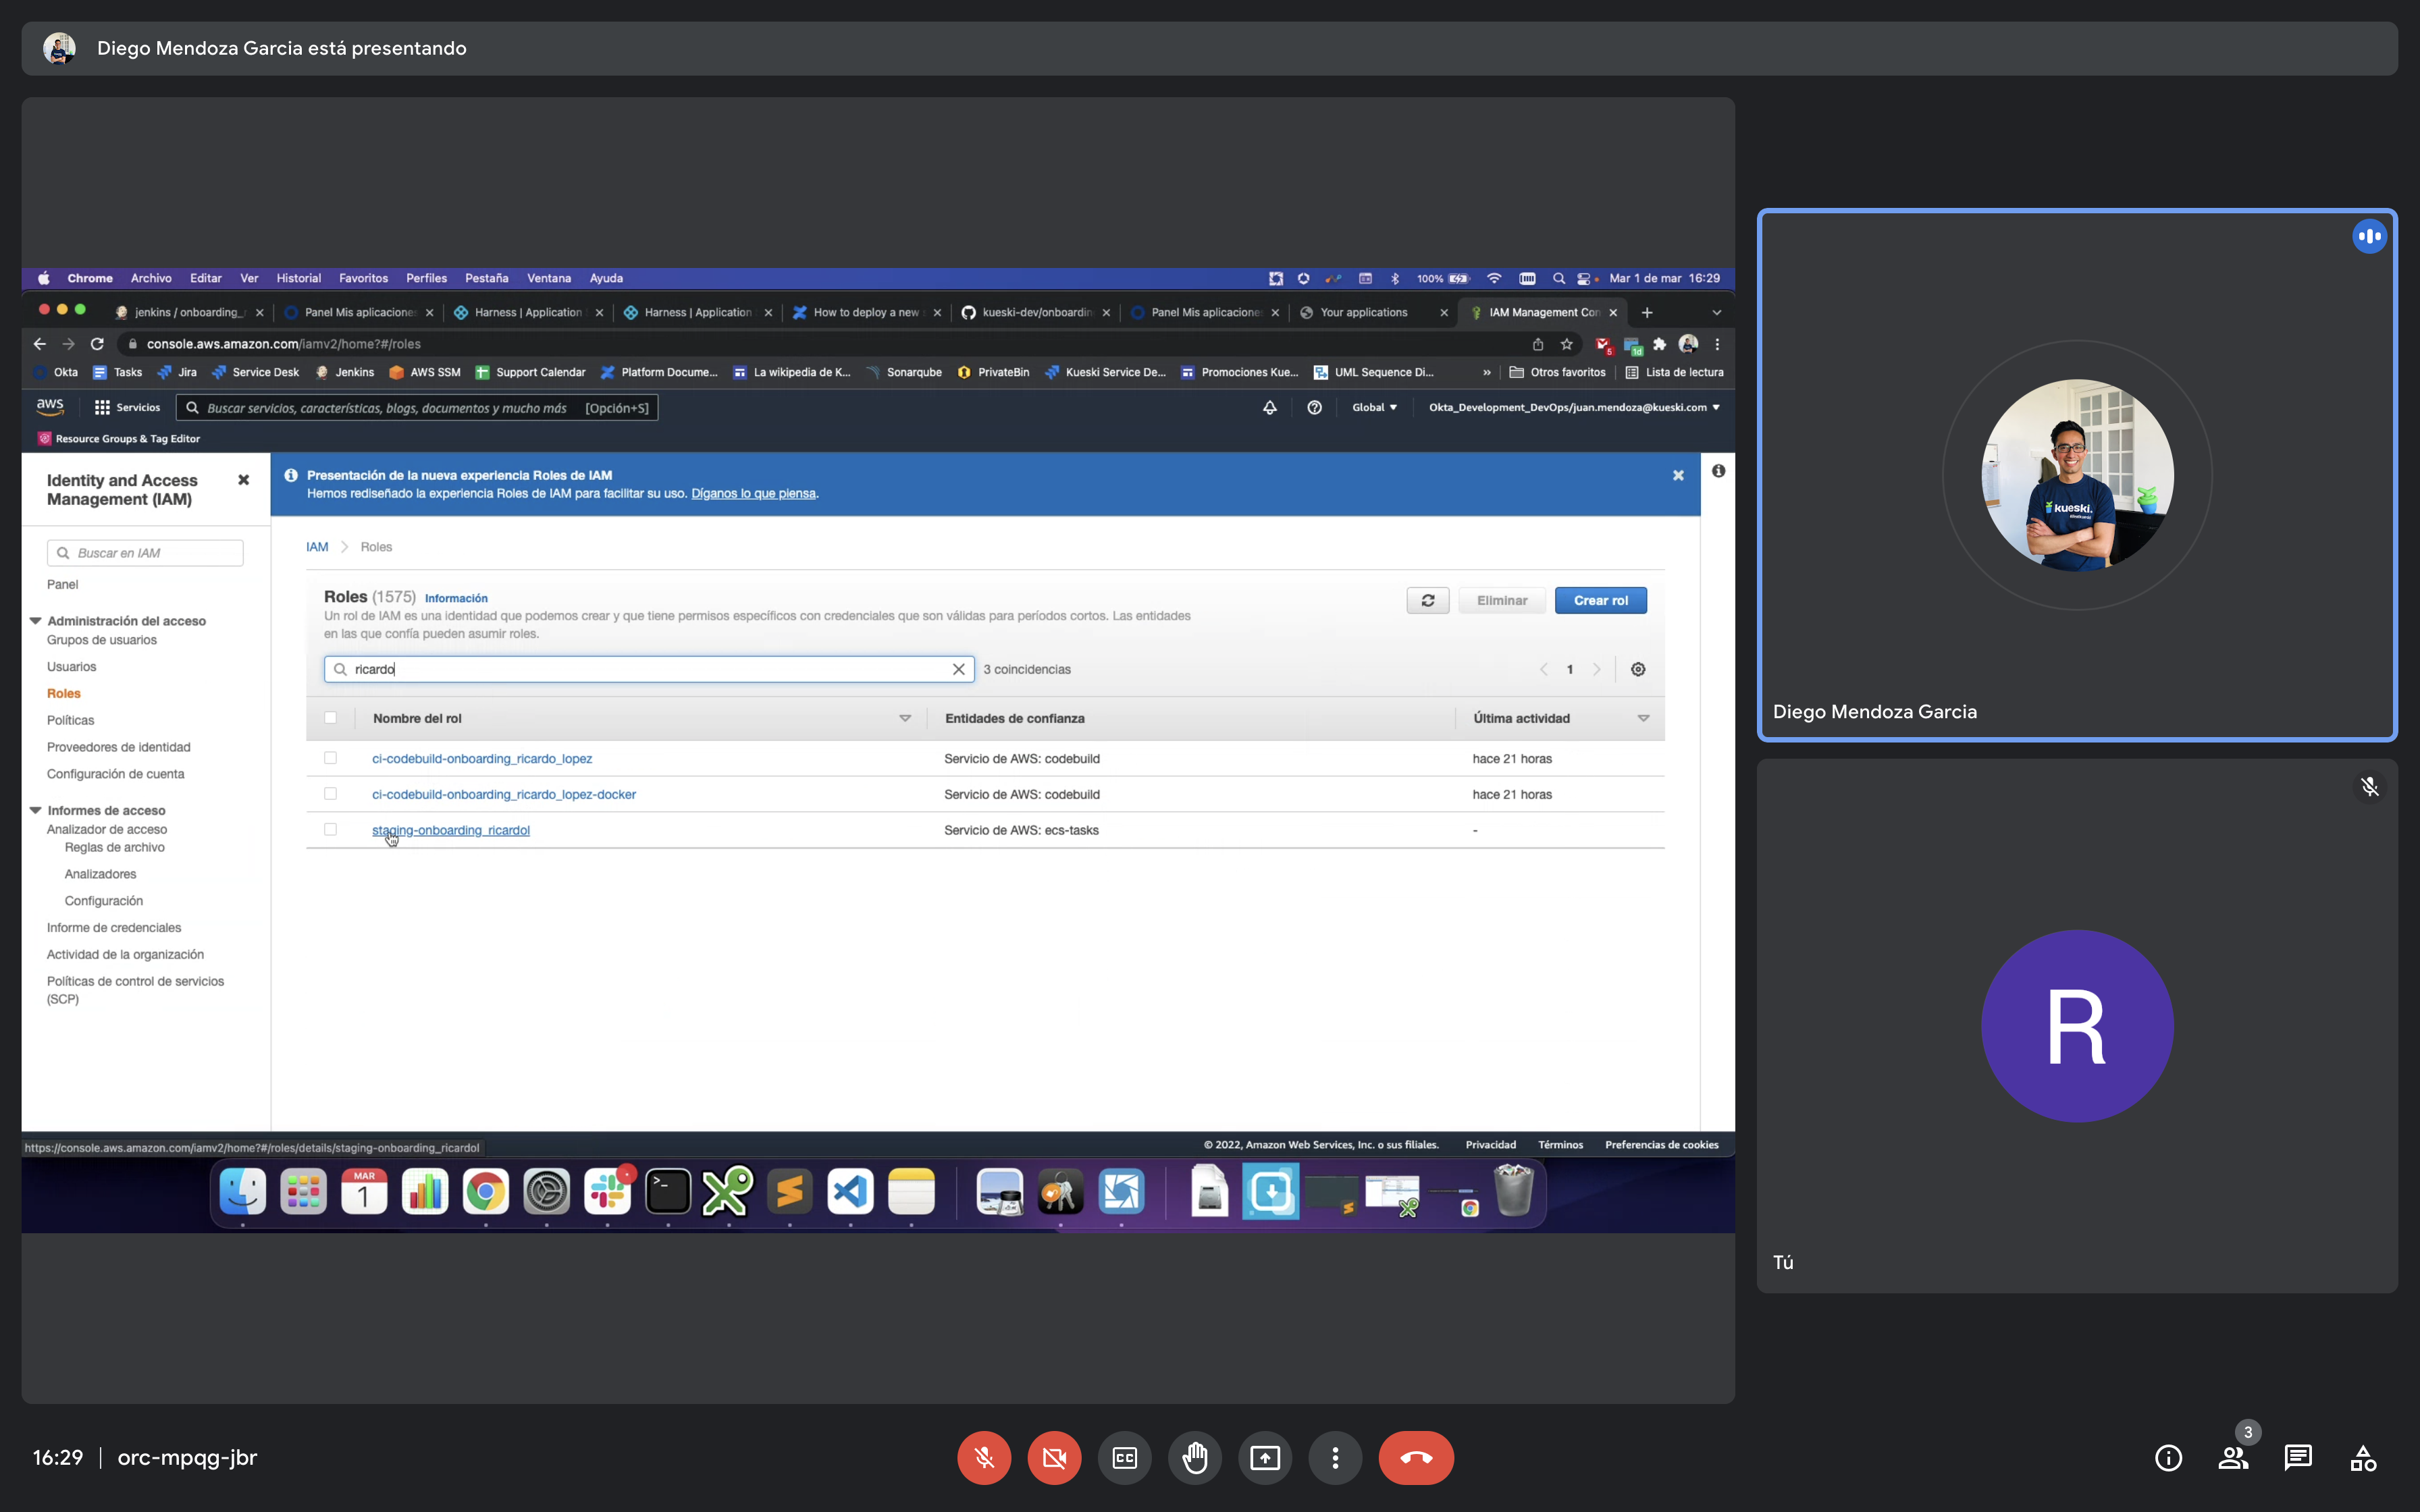 Diego Mendoza Garcia está presentando
Chrome Archivo Editar Ver Historial Favoritos Perfiles Pestaña Ventana Ayuda
100% Mar 1 de mar 16:29
jenkins / onboarding_ Panel Mis aplicacione Harness | Application Harness | Application How to deploy a new kueski-dev/onboardin Panel Mis aplicacione Your applications IAM Management Con
console.aws.amazon.com/iamv2/home?#/roles
5 1d
Okta Tasks Jira Service Desk Jenkins AWS SSM Support Calendar Platform Docume... La wikipedia de K... Sonarqube PrivateBin Kueski Service De... Promociones Kue... UML Sequence Di... » Otros favoritos Lista de lectura
aws Servicios Buscar servicios, características, blogs, documentos y mucho más [Opción+S] Global Okta_Development_DevOps/juan.mendoza@kueski.com
Resource Groups & Tag Editor
Identity and Access
Management (IAM)
Buscar en IAM
Panel
Administración del acceso
Grupos de usuarios
Usuarios
Roles
Políticas
Proveedores de identidad
Configuración de cuenta
Informes de acceso
Analizador de acceso
Reglas de archivo
Analizadores
Configuración
Informe de credenciales
Actividad de la organización
Políticas de control de servicios
(SCP)
Presentación de la nueva experiencia Roles de IAM
Hemos rediseñado la experiencia Roles de IAM para facilitar su uso. Díganos lo que piensa.
IAM > Roles
Roles (1575) Información
Un rol de IAM es una identidad que podemos crear y que tiene permisos específicos con credenciales que son válidas para períodos cortos. Las entidades
en las que confía pueden asumir roles.
Eliminar Crear rol
ricardo 3 coincidencias 1
Nombre del rol Entidades de confianza Última actividad
ci-codebuild-onboarding_ricardo_lopez Servicio de AWS: codebuild hace 21 horas
ci-codebuild-onboarding_ricardo_lopez-docker Servicio de AWS: codebuild hace 21 horas
staging-onboarding_ricardol Servicio de AWS: ecs-tasks -
https://console.aws.amazon.com/iamv2/home?#/roles/details/staging-onboarding_ricardol
© 2022, Amazon Web Services, Inc. o sus filiales. Privacidad Términos Preferencias de cookies
MAR
1
kueski.
Diego Mendoza Garcia
R
Tú
16:29 | orc-mpqg-jbr
CC
3